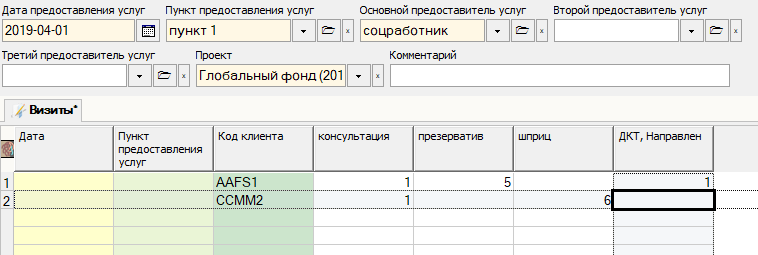 Дата предоставления услуг Пункт предоставления услуг Основной предоставитель услуг Второй предоставитель услуг
2019-04-01 пункт 1 соцработник
Третий предоставитель услуг Проект Комментарий
Глобальный фонд (201
Визиты*
Дата Пункт предоставления услуг Код клиента консультация презерватив шприц ДКТ, Направлен
1 AAFS1 1 5 1
2 CCMM2 1 6